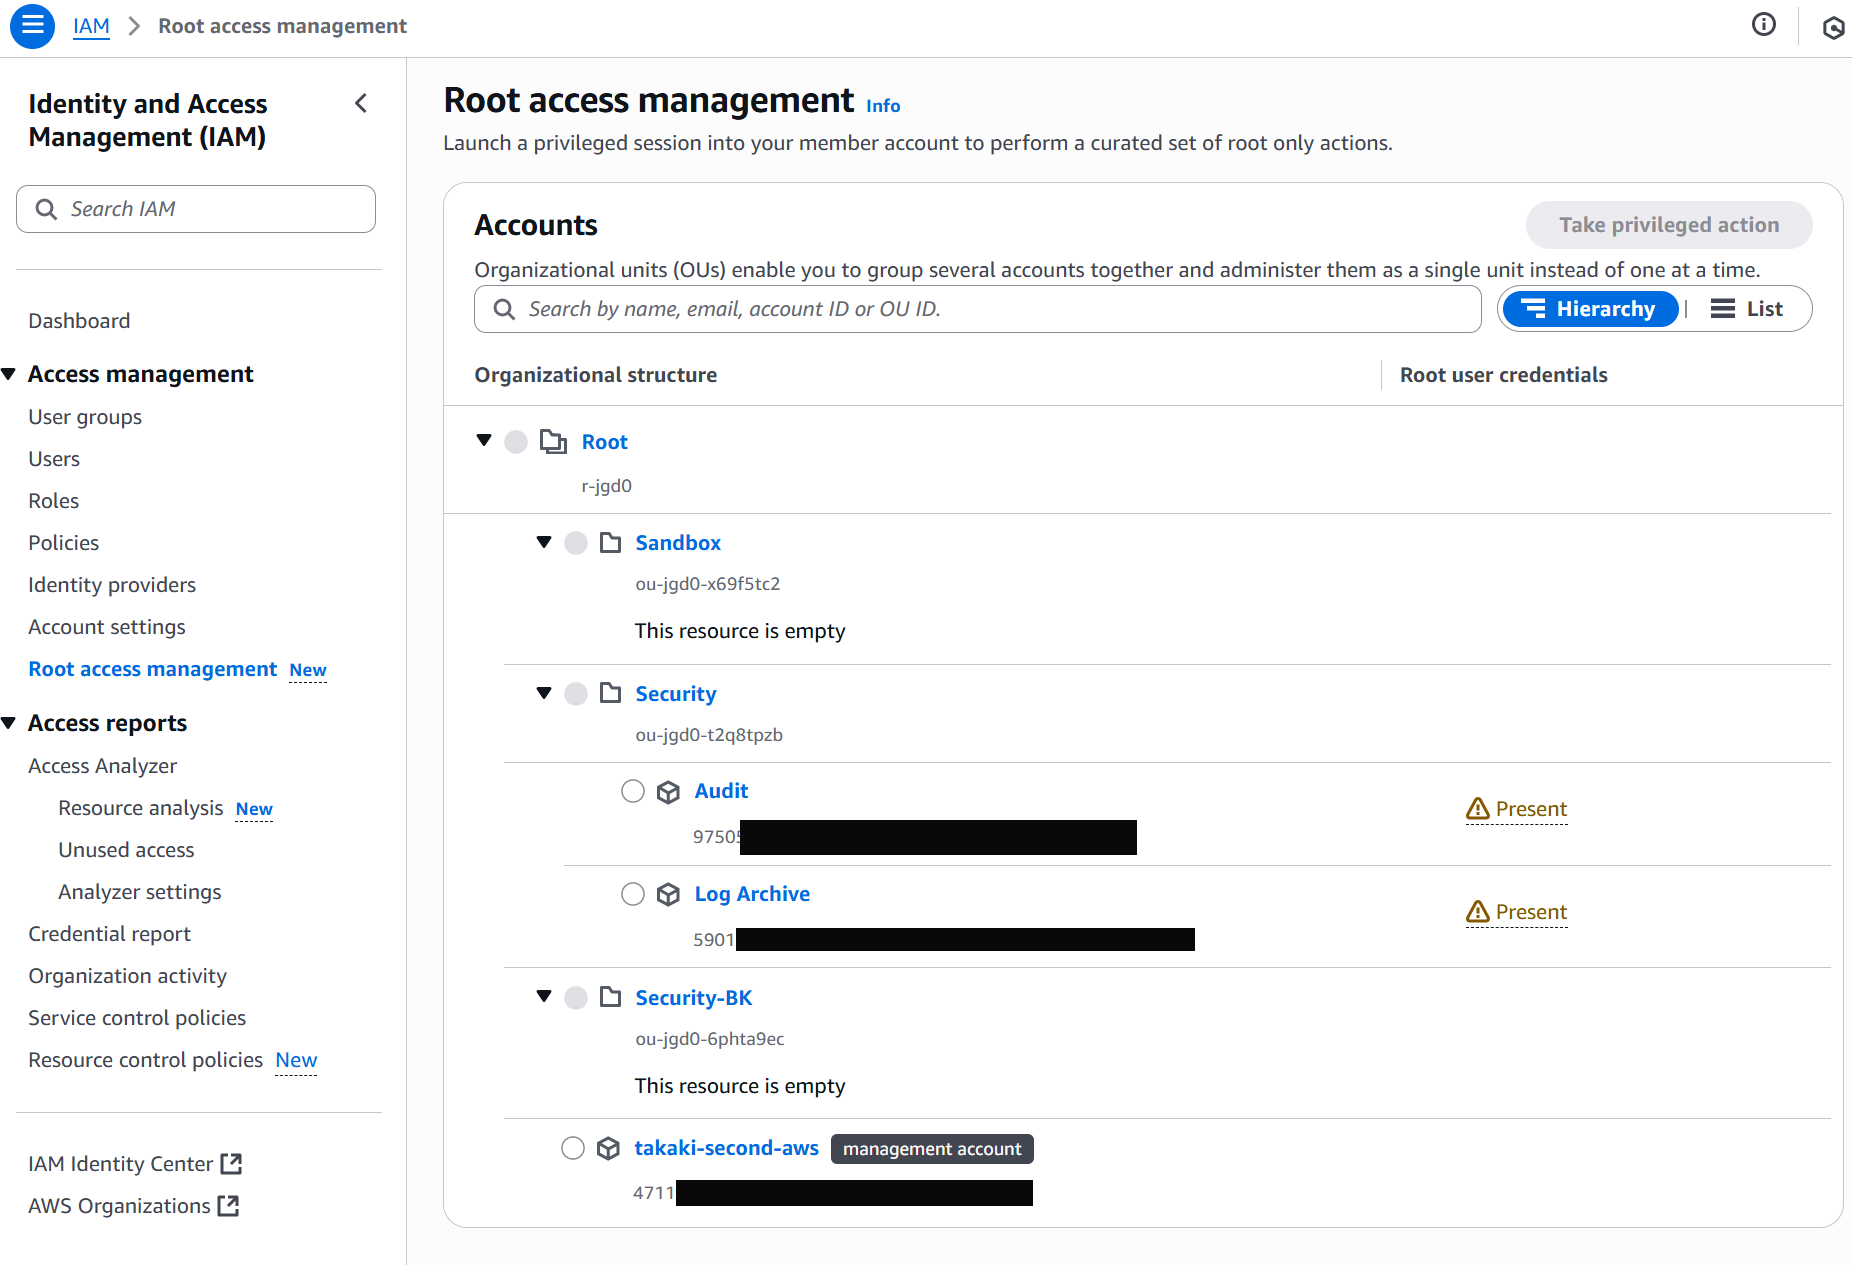 IAM > Root access management
Identity and Access
Management (IAM)
Search IAM
Dashboard
Access management
User groups
Users
Roles
Policies
Identity providers
Account settings
Root access management New
Access reports
Access Analyzer
Resource analysis New
Unused access
Analyzer settings
Credential report
Organization activity
Service control policies
Resource control policies New
IAM Identity Center
AWS Organizations
Root access management Info
Launch a privileged session into your member account to perform a curated set of root only actions.
Accounts
Take privileged action
Organizational units (OUs) enable you to group several accounts together and administer them as a single unit instead of one at a time.
Search by name, email, account ID or OU ID.
Hierarchy | List
Organizational structure
Root user credentials
Root
r-jgd0
Sandbox
ou-jgd0-x69f5tc2
This resource is empty
Security
ou-jgd0-t2q8tpzb
Audit
Present
97505
Log Archive
Present
5901
Security-BK
ou-jgd0-6phta9ec
This resource is empty
takaki-second-aws management account
4711